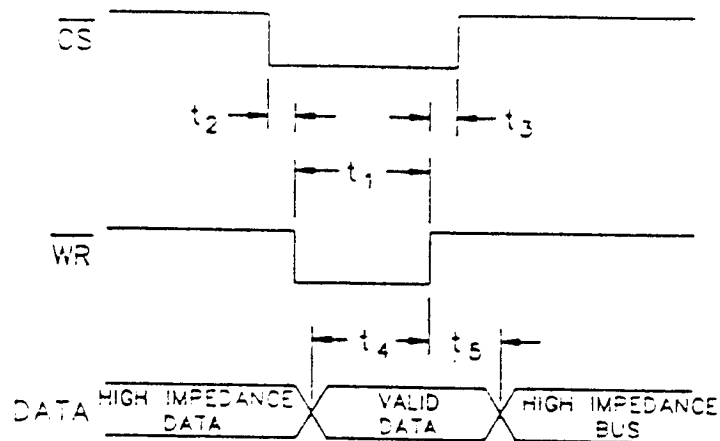 CS
t2
t3
t1
WR
t4
t5
DATA
HIGH IMPEDANCE
DATA
VALID
DATA
HIGH IMPEDANCE
BUS